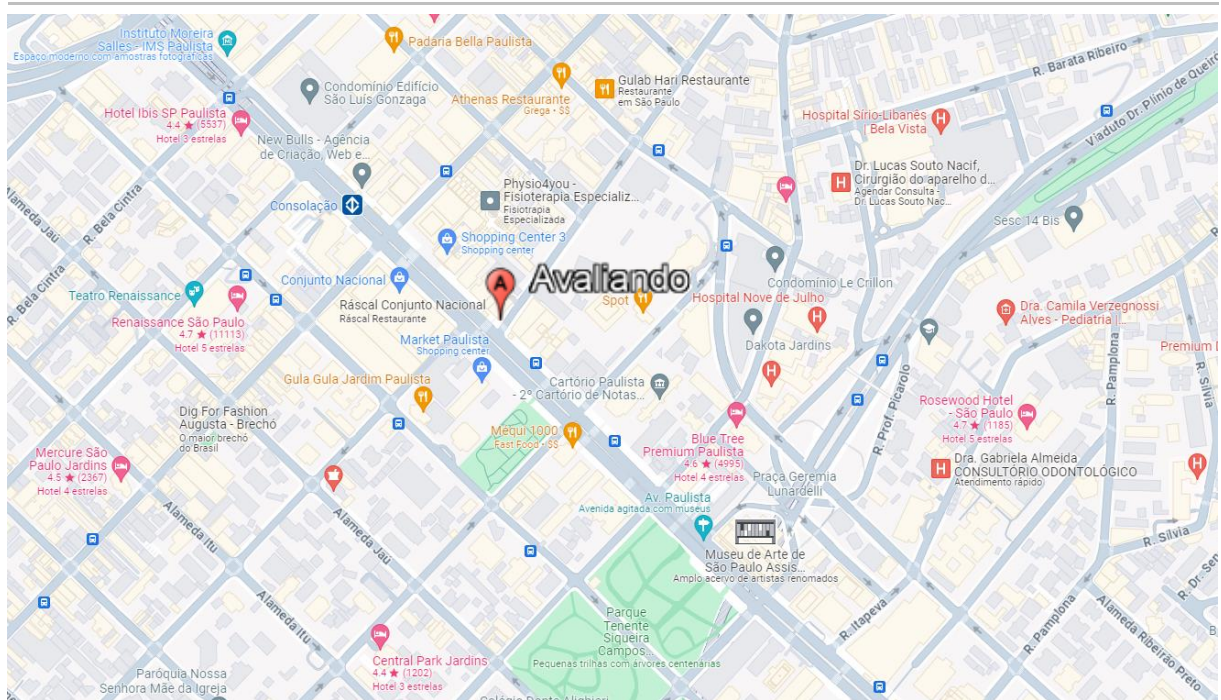 Instituto Moreira
Salles - IMS Paulista
Espaço moderno com amostras fotográficas
Padaria Bella Paulista
R. Barata Ribeiro
Viaduto Dr. Plínio de Queiró
Condomínio Edifício
São Luís Gonzaga
Athenas Restaurante
Grega • $$
Gulab Hari Restaurante
Restaurante
em São Paulo
Hotel Ibis SP Paulista
4.4 ★ (5537)
Hotel 3 estrelas
Hospital Sírio-Libanês
Bela Vista
New Bulls - Agência
de Criação, Web e...
Dr. Lucas Souto Nacif,
Cirurgião do aparelho d...
Agendar Consulta -
Dr. Lucas Souto Nac...
Physio4you -
Fisioterapia Especializ...
Fisiotrapia
Especializada
Alameda Jaú
R. Bela Cintra
Consolação
Sesc 14 Bis
Shopping Center 3
Shopping center
Conjunto Nacional
A
Avaliando
Condomínio Le Crillon
R. Bela Cintra
Teatro Renaissance
Ráscal Conjunto Nacional
Ráscal Restaurante
Spot
Hospital Nove de Julho
Dra. Camila Verzegnossi
Alves - Pediatria |...
Renaissance São Paulo
4.7 ★ (11113)
Hotel 5 estrelas
Market Paulista
Shopping center
Dakota Jardins
Premium D
R. Pamplona
R. Sílvia
Gula Gula Jardim Paulista
Cartório Paulista
- 2º Cartório de Notas...
R. Prof. Picarolo
Rosewood Hotel
- São Paulo
4.7 ★ (1185)
Hotel 5 estrelas
Dig For Fashion
Augusta - Brechó
O maior brechó
do Brasil
Méqui 1000
Fast Food • $$
Blue Tree
Premium Paulista
4.6 ★ (4995)
Hotel 4 estrelas
Mercure São
Paulo Jardins
4.5 ★ (2367)
Hotel 4 estrelas
Dra. Gabriela Almeida
CONSULTÓRIO ODONTOLÓGICO
Atendimento rápido
Praça Geremia
Lunardelli
Av. Paulista
Avenida agitada com museus
Alameda Itu
Alameda Jaú
Museu de Arte de
São Paulo Assis...
Amplo acervo de artistas renomados
R. Sílvia
R. Dr. Sen
Alameda Itu
Parque
Tenente
Siqueira
Campos...
Pequenas trilhas com árvores centenárias
R. Itapeva
R. Pamplona
Alameda Ribeirão Preto
Central Park Jardins
4.4 ★ (1202)
Hotel 3 estrelas
Paróquia Nossa
Senhora Mãe da Igreja
Colégio Dante Alighieri